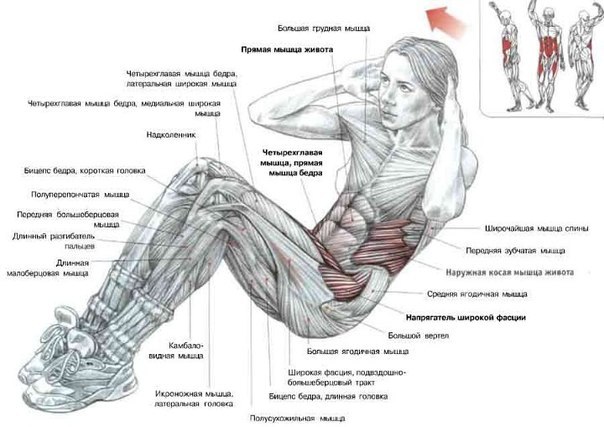 Большая грудная мышца
Прямая мышца живота
Четырехглавая мышца бедра,
латеральная широкая мышца
Четырехглавая мышца бедра, медиальная широкая
мышца
Надколенник
Четырехглавая
мышца, прямая
мышца бедра
Бицепс бедра, короткая головка
Полуперепончатая мышца
Передняя большеберцовая
мышца
Длинный разгибатель
пальцев
Длинная
малоберцовая мышца
Широчайшая мышца спины
Передняя зубчатая мышца
Наружная косая мышца живота
Средняя ягодичная мышца
Напрягатель широкой фасции
Большой вертел
Большая ягодичная мышца
Камбало-
видная мышца
Широкая фасция, подвздошно-
большеберцовый тракт
Икроножная мышца,
латеральная головка
Бицепс бедра, длинная головка
Полусухожильная мышца